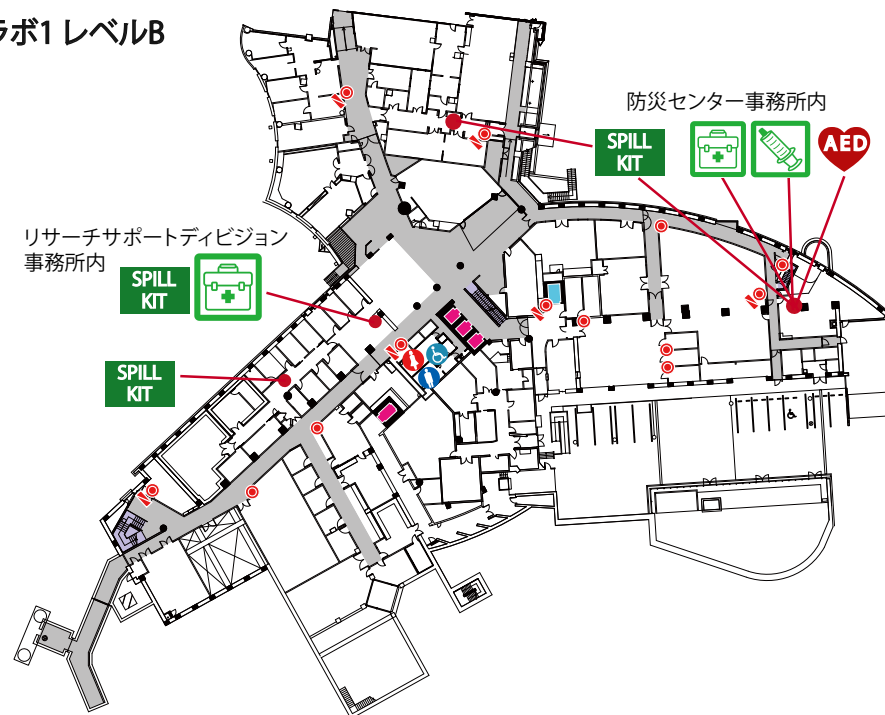 ラボ1 レベルB
防災センター事務所内
SPILL
KIT
AED
リサーチサポートディビジョン
事務所内
SPILL
KIT
SPILL
KIT